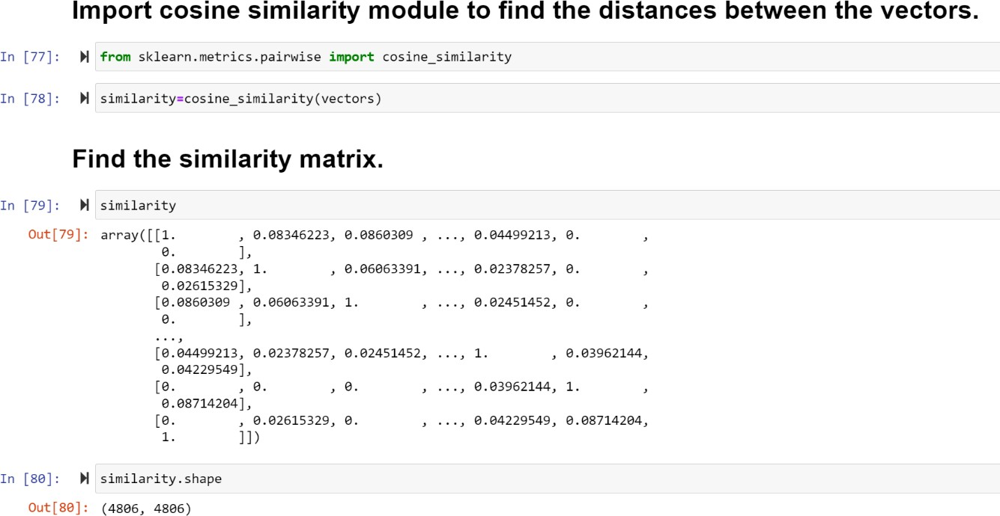 Import cosine similarity module to find the distances between the vectors.
In [77]: from sklearn.metrics.pairwise import cosine_similarity
In [78]: similarity=cosine_similarity(vectors)
Find the similarity matrix.
In [79]: similarity
Out[79]: array([[1.        , 0.08346223, 0.0860309 , ..., 0.04499213, 0.        ,
        0.        ],
       [0.08346223, 1.        , 0.06063391, ..., 0.02378257, 0.        ,
        0.02615329],
       [0.0860309 , 0.06063391, 1.        , ..., 0.02451452, 0.        ,
        0.        ],
       ...,
       [0.04499213, 0.02378257, 0.02451452, ..., 1.        , 0.03962144,
        0.04229549],
       [0.        , 0.        , 0.        , ..., 0.03962144, 1.        ,
        0.08714204],
       [0.        , 0.02615329, 0.        , ..., 0.04229549, 0.08714204,
        1.        ]])
In [80]: similarity.shape
Out[80]: (4806, 4806)